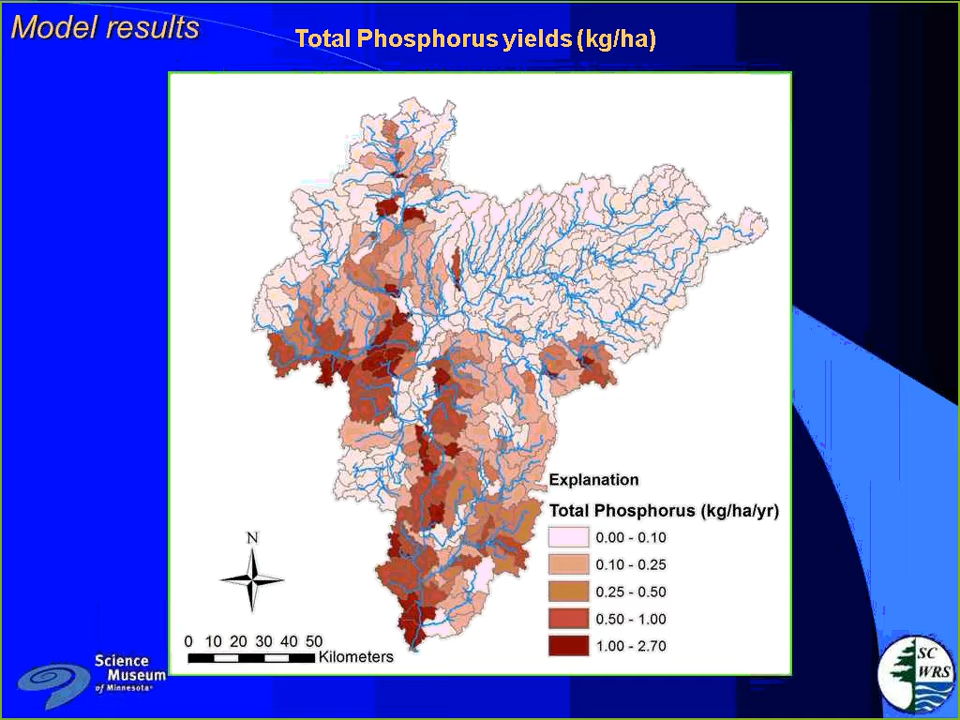 Model results
Total Phosphorus yields (kg/ha)
Explanation
Total Phosphorus (kg/ha/yr)
0.00 - 0.10
0.10 - 0.25
0.25 - 0.50
0.50 - 1.00
1.00 - 2.70
N
0 10 20 30 40 50
Kilometers
Science
Museum
of Minnesota
SC
WRS